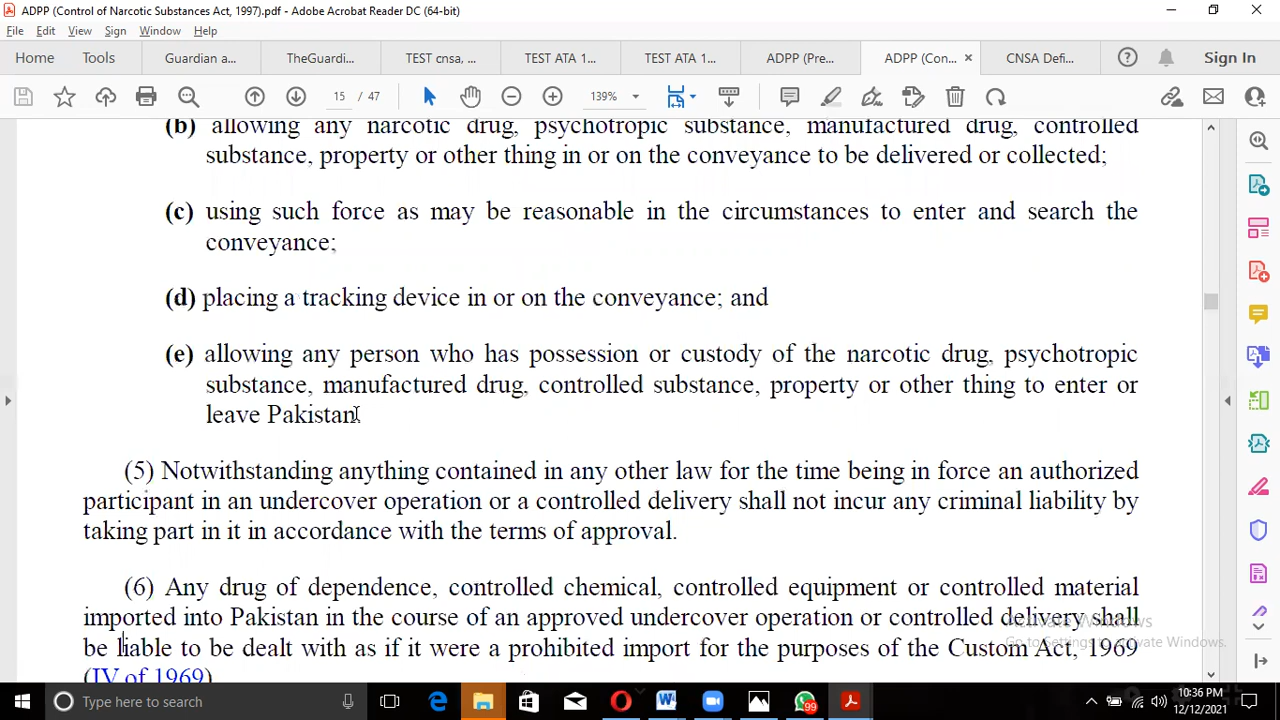 ADPP (Control of Narcotic Substances Act, 1997).pdf - Adobe Acrobat Reader DC (64-bit)
File Edit View Sign Window Help
Home Tools Guardian a... TheGuardi... TEST cnsa, ... TEST ATA 1... TEST ATA 1... ADPP (Pre... ADPP (Con... × CNSA Defi... Sign In
15 / 47 139%
(b) allowing any narcotic drug, psychotropic substance, manufactured drug, controlled
substance, property or other thing in or on the conveyance to be delivered or collected;
(c) using such force as may be reasonable in the circumstances to enter and search the
conveyance;
(d) placing a tracking device in or on the conveyance; and
(e) allowing any person who has possession or custody of the narcotic drug, psychotropic
substance, manufactured drug, controlled substance, property or other thing to enter or
leave Pakistan.
(5) Notwithstanding anything contained in any other law for the time being in force an authorized
participant in an undercover operation or a controlled delivery shall not incur any criminal liability by
taking part in it in accordance with the terms of approval.
(6) Any drug of dependence, controlled chemical, controlled equipment or controlled material
imported into Pakistan in the course of an approved undercover operation or controlled delivery shall
be liable to be dealt with as if it were a prohibited import for the purposes of the Custom Act, 1969
(IV of 1969)
Activate Windows
Go to Settings to activate Windows.
Type here to search
99
10:36 PM
12/12/2021